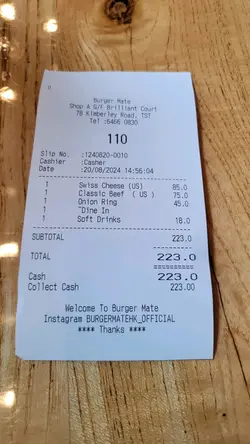 Burger Mate
Shop A G/F Brilliant Court
7B Kimberley Road, TST
Tel :6466 0830
110
Slip No. :1240820-0010
Cashier :Casher
Date :20/08/2024 14:56:04
1 Swiss Cheese (US) 85.0
1 Classic Beef ( US ) 75.0
1 Onion Ring 45.0
1 ~Dine In
1 Soft Drinks 18.0
SUBTOTAL 223.0
TOTAL 223.0
Cash 223.0
Collect Cash 223.00
Welcome To Burger Mate
Instagram BURGERMATEHK_OFFICIAL
**** Thanks ****